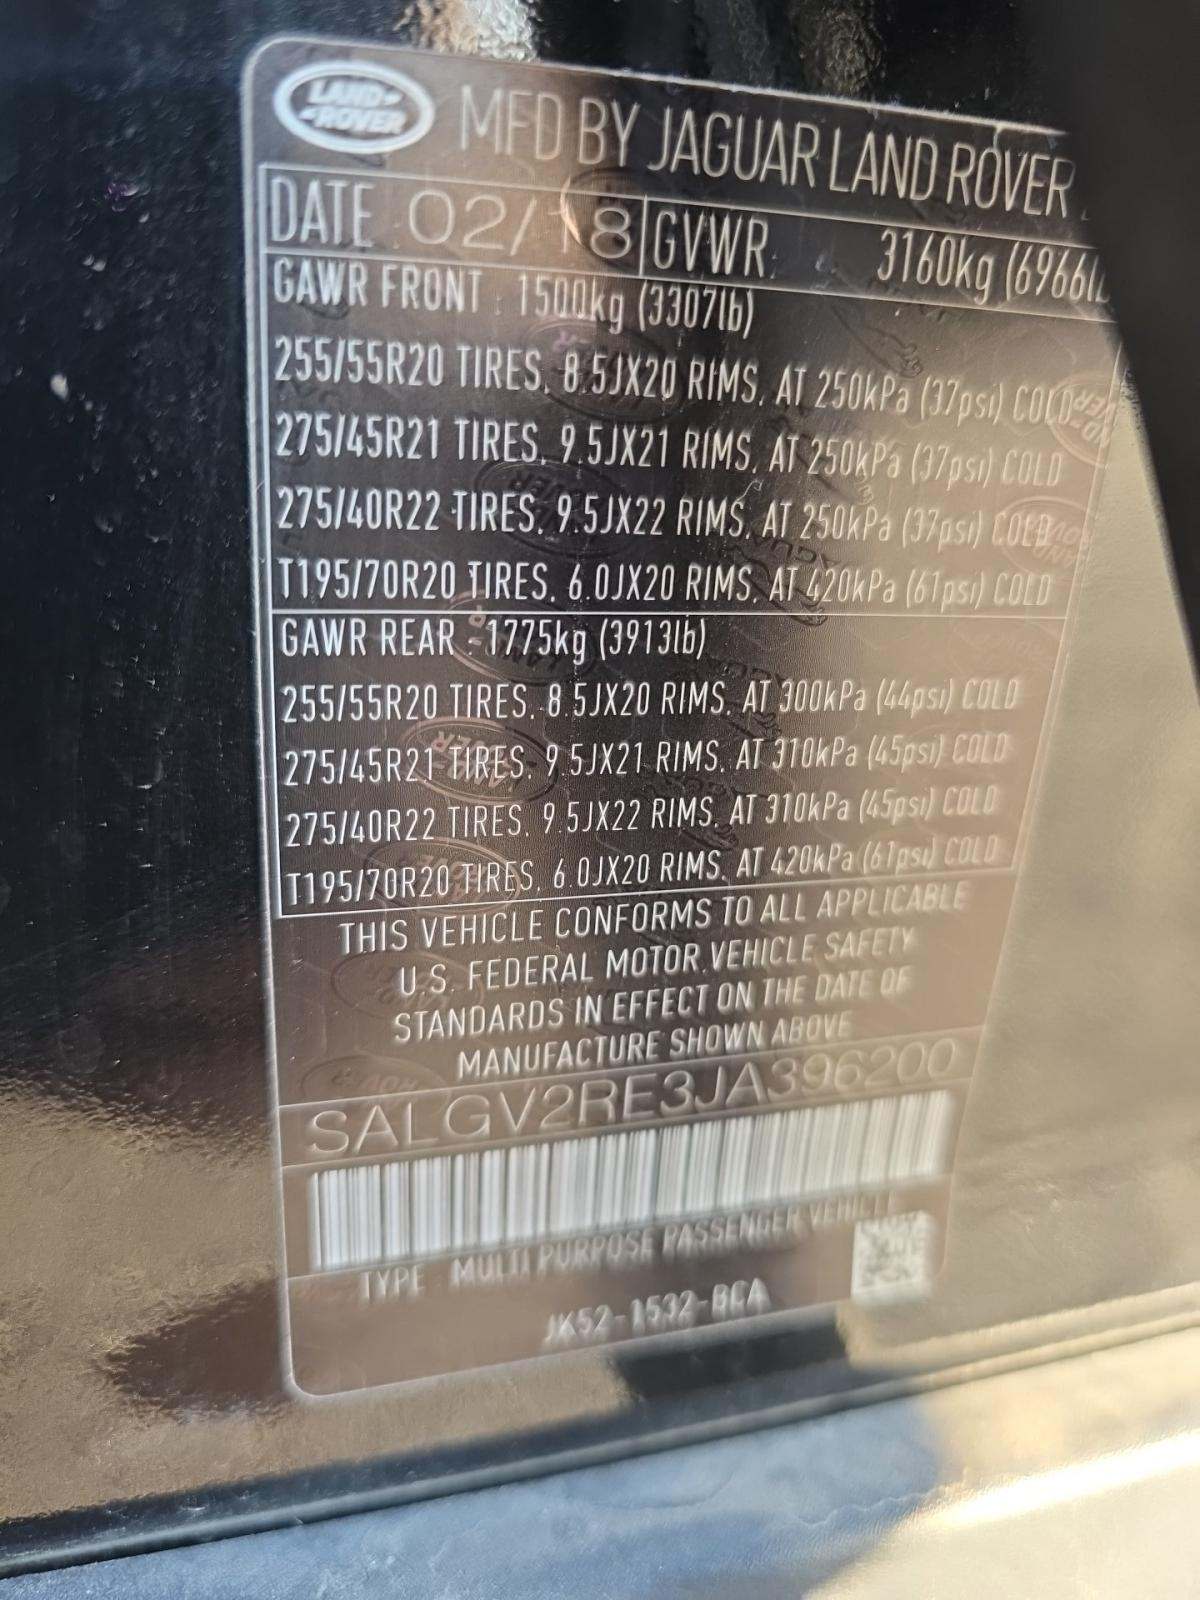 LAND ROVER
MFD BY JAGUAR LAND ROVER
DATE 02/18 GVWR 3160kg (6966l
GAWR FRONT : 1500kg (3307lb)
255/55R20 TIRES, 8.5JX20 RIMS, AT 250kPa (37psi) COLD
275/45R21 TIRES, 9.5JX21 RIMS, AT 250kPa (37psi) COLD
275/40R22 TIRES, 9.5JX22 RIMS, AT 250kPa (37psi) COLD
T195/70R20 TIRES, 6.0JX20 RIMS, AT 420kPa (61psi) COLD
GAWR REAR : 1775kg (3913lb)
255/55R20 TIRES, 8.5JX20 RIMS, AT 300kPa (44psi) COLD
275/45R21 TIRES, 9.5JX21 RIMS, AT 310kPa (45psi) COLD
275/40R22 TIRES, 9.5JX22 RIMS, AT 310kPa (45psi) COLD
T195/70R20 TIRES, 6.0JX20 RIMS, AT 420kPa (61psi) COLD
THIS VEHICLE CONFORMS TO ALL APPLICABLE
U.S. FEDERAL MOTOR VEHICLE SAFETY
STANDARDS IN EFFECT ON THE DATE OF
MANUFACTURE SHOWN ABOVE
SALGV2RE3JA396200
TYPE : MULTI PURPOSE PASSENGER VEHICLE
JK52-1532-BCA